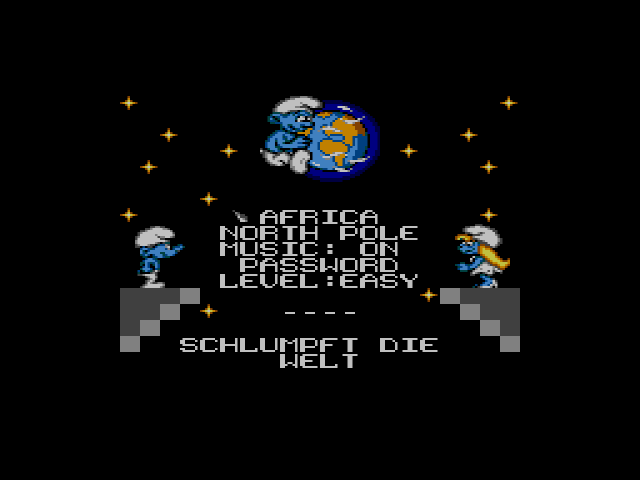 AFRICA
NORTH POLE
MUSIC: ON
PASSWORD
LEVEL:EASY
----
SCHLUMPFT DIE
WELT